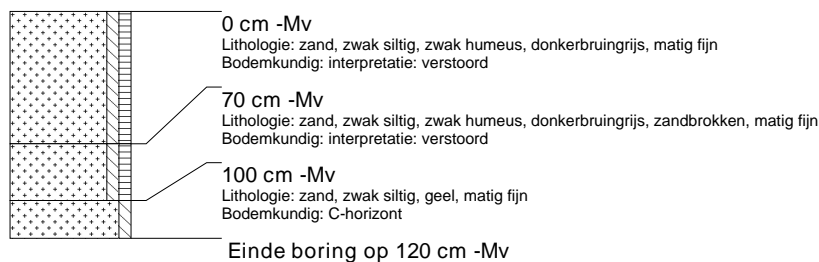 0 cm -Mv
Lithologie: zand, zwak siltig, zwak humeus, donkerbruingrijs, matig fijn
Bodemkundig: interpretatie: verstoord
70 cm -Mv
Lithologie: zand, zwak siltig, zwak humeus, donkerbruingrijs, zandbrokken, matig fijn
Bodemkundig: interpretatie: verstoord
100 cm -Mv
Lithologie: zand, zwak siltig, geel, matig fijn
Bodemkundig: C-horizont
Einde boring op 120 cm -Mv